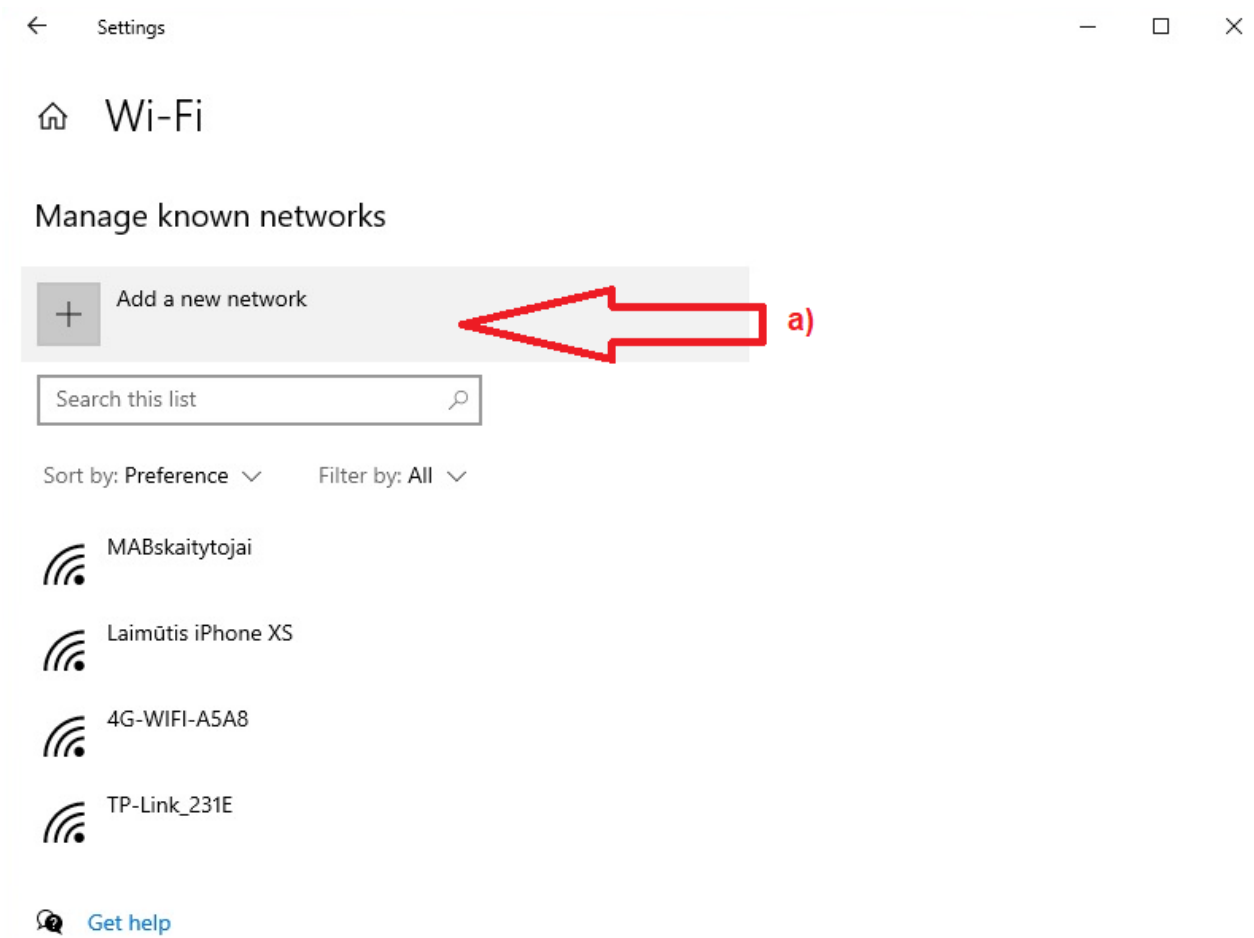 Settings
Wi-Fi
Manage known networks
Add a new network
a)
Search this list
Sort by: Preference Filter by: All
MABskaitytojai
Laimūtis iPhone XS
4G-WIFI-A5A8
TP-Link_231E
Get help